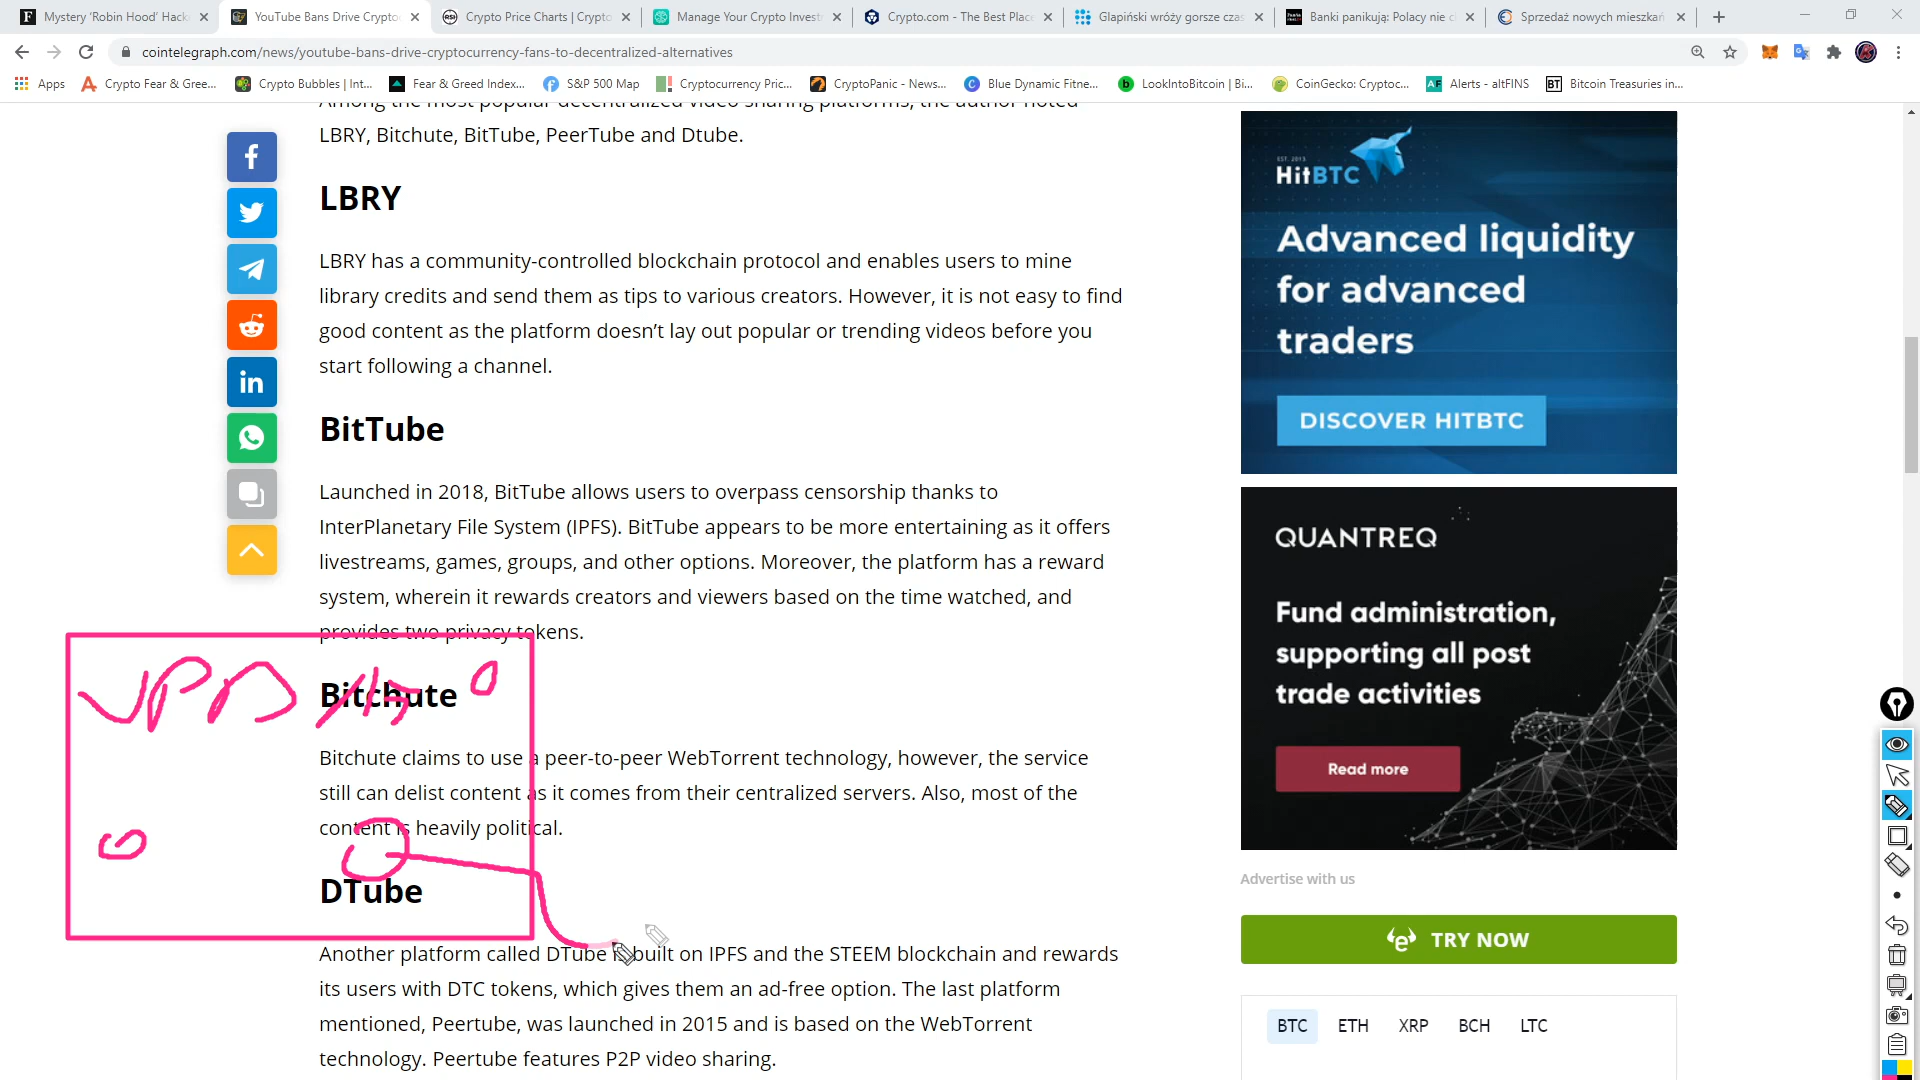 Mystery ‘Robin Hood’ Hack
YouTube Bans Drive Crypto
Crypto Price Charts | Crypto
Manage Your Crypto Invest
Crypto.com - The Best Place
Glapiński wróży gorsze czas
Banki panikują: Polacy nie c
Sprzedaż nowych mieszkań
cointelegraph.com/news/youtube-bans-drive-cryptocurrency-fans-to-decentralized-alternatives
Apps
Crypto Fear & Gree...
Crypto Bubbles | Int...
Fear & Greed Index...
S&P 500 Map
Cryptocurrency Pric...
CryptoPanic - News...
Blue Dynamic Fitne...
LookIntoBitcoin | Bi...
CoinGecko: Cryptoc...
Alerts - altFINS
Bitcoin Treasuries in...
Among the most popular decentralized video sharing platforms, the author noted
LBRY, Bitchute, BitTube, PeerTube and Dtube.
LBRY
LBRY has a community-controlled blockchain protocol and enables users to mine
library credits and send them as tips to various creators. However, it is not easy to find
good content as the platform doesn’t lay out popular or trending videos before you
start following a channel.
BitTube
Launched in 2018, BitTube allows users to overpass censorship thanks to
InterPlanetary File System (IPFS). BitTube appears to be more entertaining as it offers
livestreams, games, groups, and other options. Moreover, the platform has a reward
system, wherein it rewards creators and viewers based on the time watched, and
provides two privacy tokens.
Bitchute
Bitchute claims to use a peer-to-peer WebTorrent technology, however, the service
still can delist content as it comes from their centralized servers. Also, most of the
content is heavily political.
DTube
Another platform called DTube is built on IPFS and the STEEM blockchain and rewards
its users with DTC tokens, which gives them an ad-free option. The last platform
mentioned, Peertube, was launched in 2015 and is based on the WebTorrent
technology. Peertube features P2P video sharing.
EST. 2013
HitBTC
Advanced liquidity
for advanced
traders
DISCOVER HITBTC
QUANTREQ
Fund administration,
supporting all post
trade activities
Read more
Advertise with us
TRY NOW
BTC
ETH
XRP
BCH
LTC